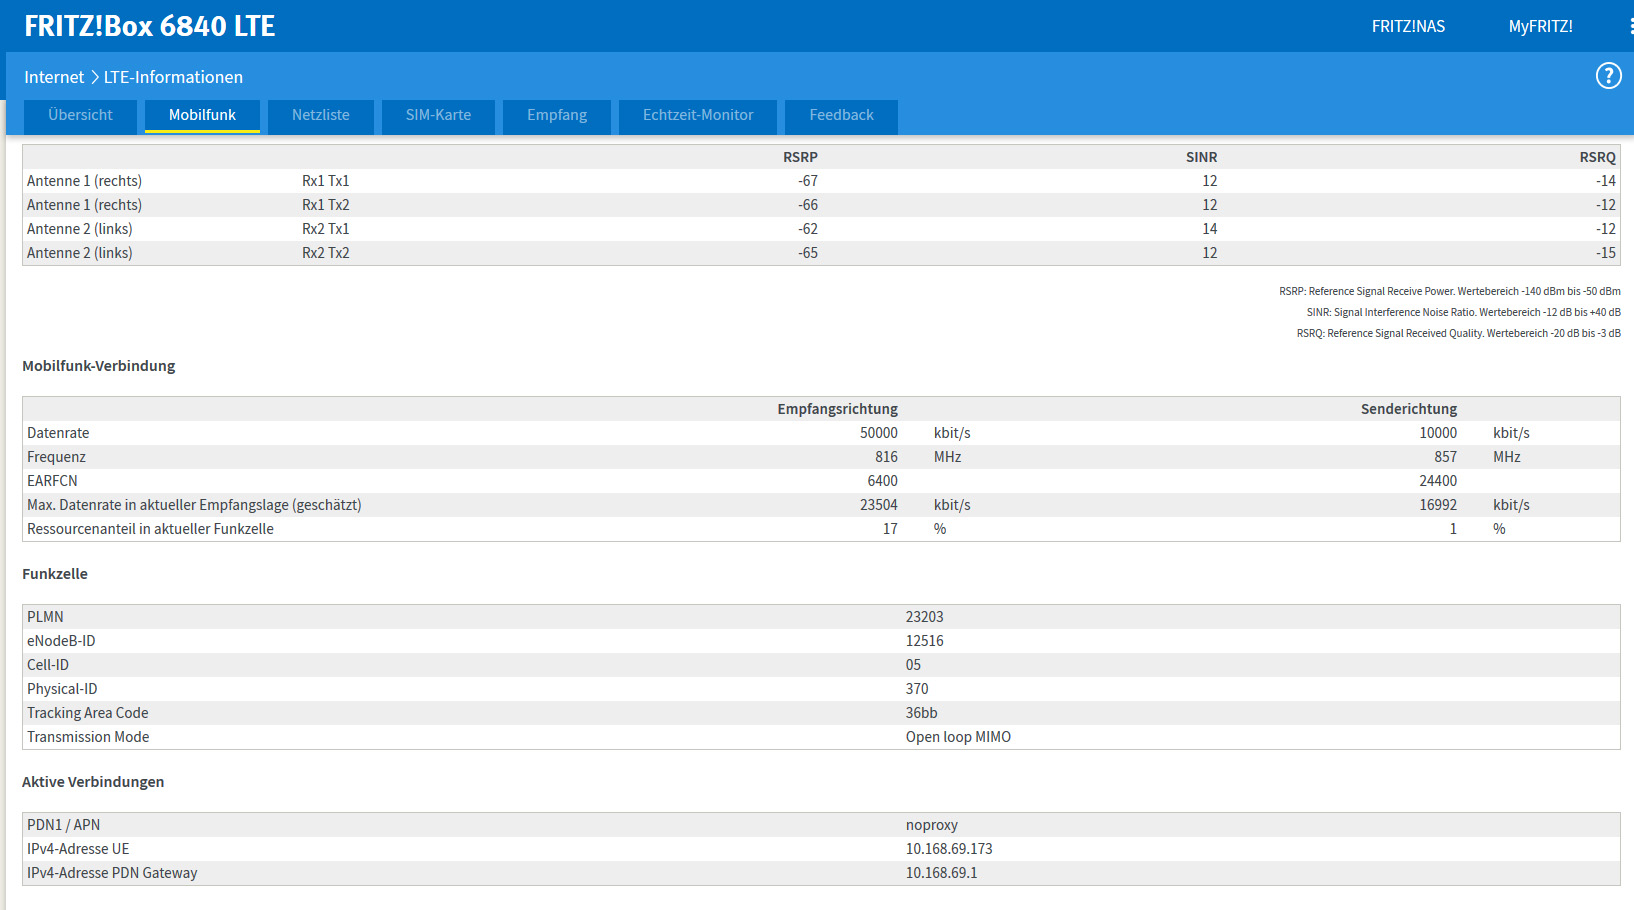 FRITZ!Box 6840 LTE
FRITZ!NAS MyFRITZ!
Internet > LTE-Informationen ?
Übersicht Mobilfunk Netzliste SIM-Karte Empfang Echtzeit-Monitor Feedback
RSRP SINR RSRQ
Antenne 1 (rechts) Rx1 Tx1 -67 12 -14
Antenne 1 (rechts) Rx1 Tx2 -66 12 -12
Antenne 2 (links) Rx2 Tx1 -62 14 -12
Antenne 2 (links) Rx2 Tx2 -65 12 -15
RSRP: Reference Signal Receive Power. Wertebereich -140 dBm bis -50 dBm
SINR: Signal Interference Noise Ratio. Wertebereich -12 dB bis +40 dB
RSRQ: Reference Signal Received Quality. Wertebereich -20 dB bis -3 dB
Mobilfunk-Verbindung
Empfangsrichtung Senderichtung
Datenrate 50000 kbit/s 10000 kbit/s
Frequenz 816 MHz 857 MHz
EARFCN 6400 24400
Max. Datenrate in aktueller Empfangslage (geschätzt) 23504 kbit/s 16992 kbit/s
Ressourcenanteil in aktueller Funkzelle 17 % 1 %
Funkzelle
PLMN 23203
eNodeB-ID 12516
Cell-ID 05
Physical-ID 370
Tracking Area Code 36bb
Transmission Mode Open loop MIMO
Aktive Verbindungen
PDN1 / APN noproxy
IPv4-Adresse UE 10.168.69.173
IPv4-Adresse PDN Gateway 10.168.69.1